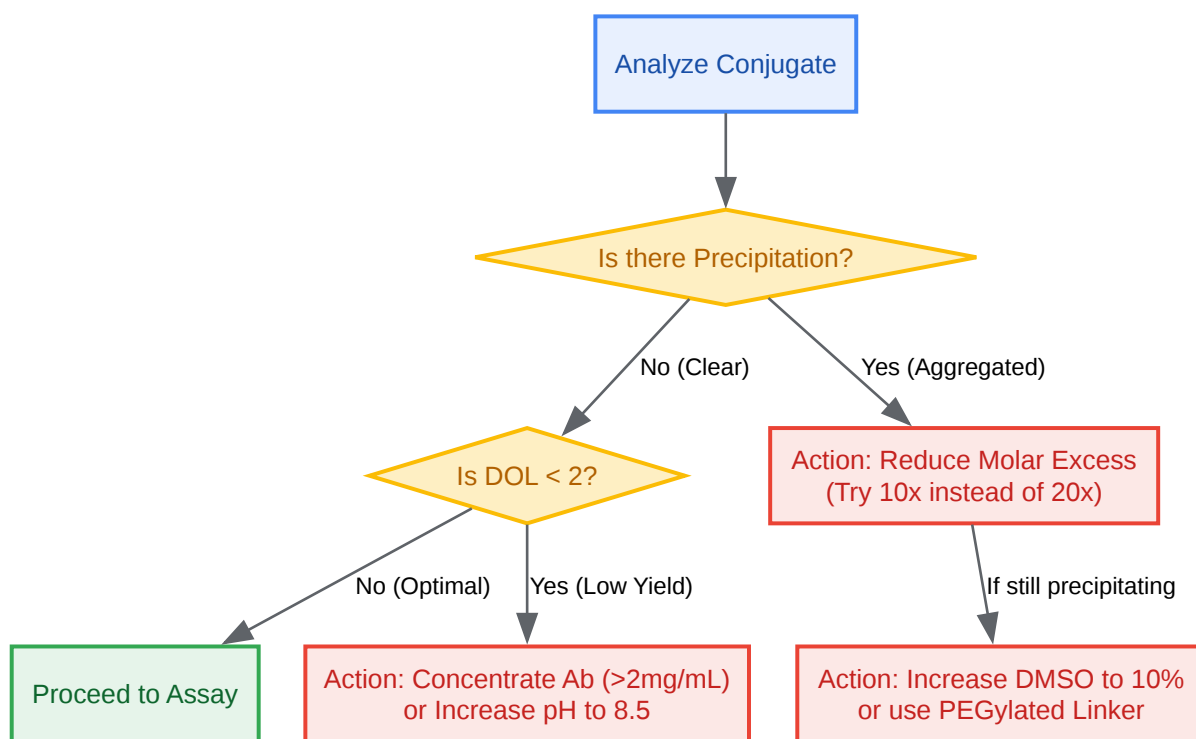 Analyze Conjugate
Is there Precipitation?
No (Clear)
Yes (Aggregated)
Is DOL < 2?
Action: Reduce Molar Excess
(Try 10x instead of 20x)
No (Optimal)
Yes (Low Yield)
If still precipitating
Proceed to Assay
Action: Concentrate Ab (>2mg/mL)
or Increase pH to 8.5
Action: Increase DMSO to 10%
or use PEGylated Linker